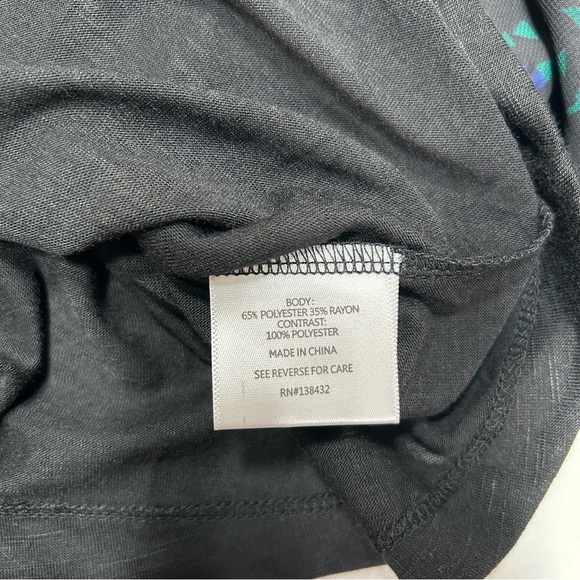 BODY:
65% POLYESTER 35% RAYON
CONTRAST:
100% POLYESTER
MADE IN CHINA
SEE REVERSE FOR CARE
RN#138432